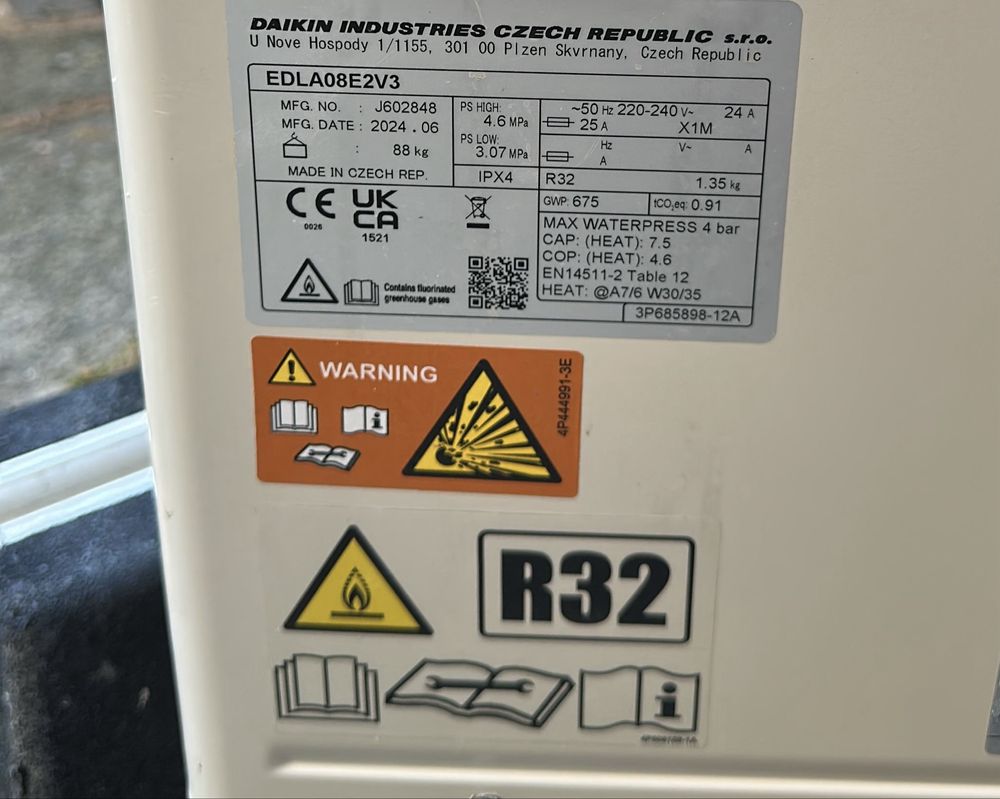 DAIKIN INDUSTRIES CZECH REPUBLIC s.r.o.
U Nove Hospody 1/1155, 301 00 Plzen Skvrnany, Czech Republic
EDLA08E2V3
MFG. NO. : J602848
MFG. DATE : 2024 . 06
: 88 kg
MADE IN CZECH REP.
PS HIGH:
4.6 MPa
PS LOW:
3.07 MPa
IPX4
~50 Hz 220-240 V~ 24 A
25 A X1M
Hz V~ A
A
R32 1.35 kg
GWP: 675 tCO₂eq: 0.91
MAX WATERPRESS 4 bar
CAP: (HEAT): 7.5
COP: (HEAT): 4.6
EN14511-2 Table 12
HEAT: @A7/6 W30/35
3P685898-12A
CE
0026
UK
CA
1521
Contains fluorinated
greenhouse gases
WARNING
4P444991-3E
R32